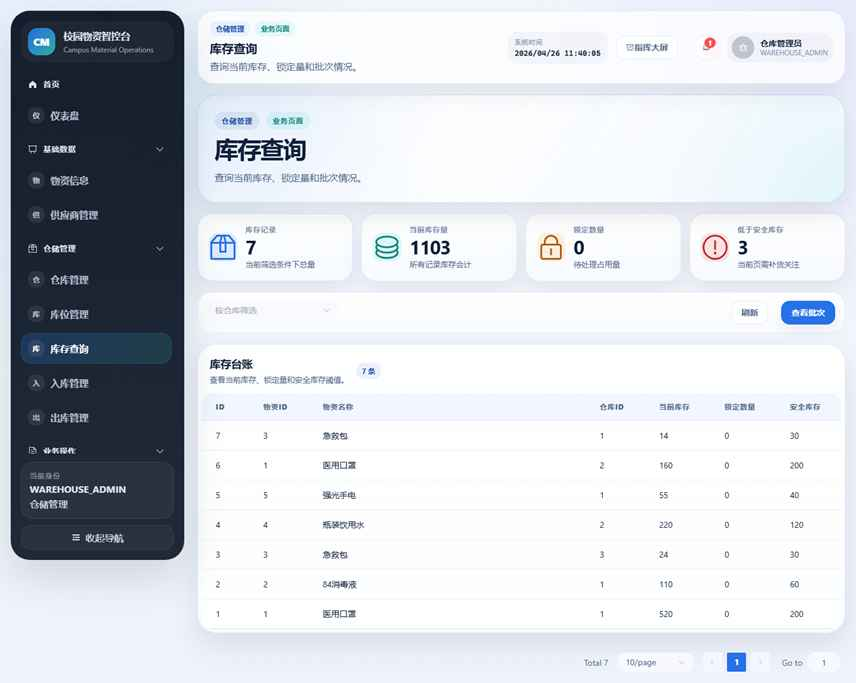 CM
校园物资智控台
Campus Material Operations
首页
仪 仪表盘
基础数据
物 物资信息
供 供应商管理
仓储管理
仓 仓库管理
库 库位管理
库 库存查询
入 入库管理
出 出库管理
业务操作
当前身份
WAREHOUSE_ADMIN
仓储管理
收起导航
仓储管理 业务页面
库存查询
查询当前库存、锁定量和批次情况。
系统时间
2026/04/26 11:40:05
指挥大屏
1
仓库管理员
WAREHOUSE_ADMIN
仓储管理 业务页面
库存查询
查询当前库存、锁定量和批次情况。
库存记录
7
当前筛选条件下总量
当前库存量
1103
所有记录库存合计
锁定数量
0
待处理占用量
低于安全库存
3
当前页需补货关注
按仓库筛选
刷新
查看批次
库存台账
查看当前库存、锁定量和安全库存阈值。
7 条
ID 物资ID 物资名称 仓库ID 当前库存 锁定数量 安全库存
7 3 急救包 1 14 0 30
6 1 医用口罩 2 160 0 200
5 5 强光手电 1 55 0 40
4 4 瓶装饮用水 2 220 0 120
3 3 急救包 3 24 0 30
2 2 84消毒液 1 110 0 60
1 1 医用口罩 1 520 0 200
Total 7 10/page 1 Go to 1